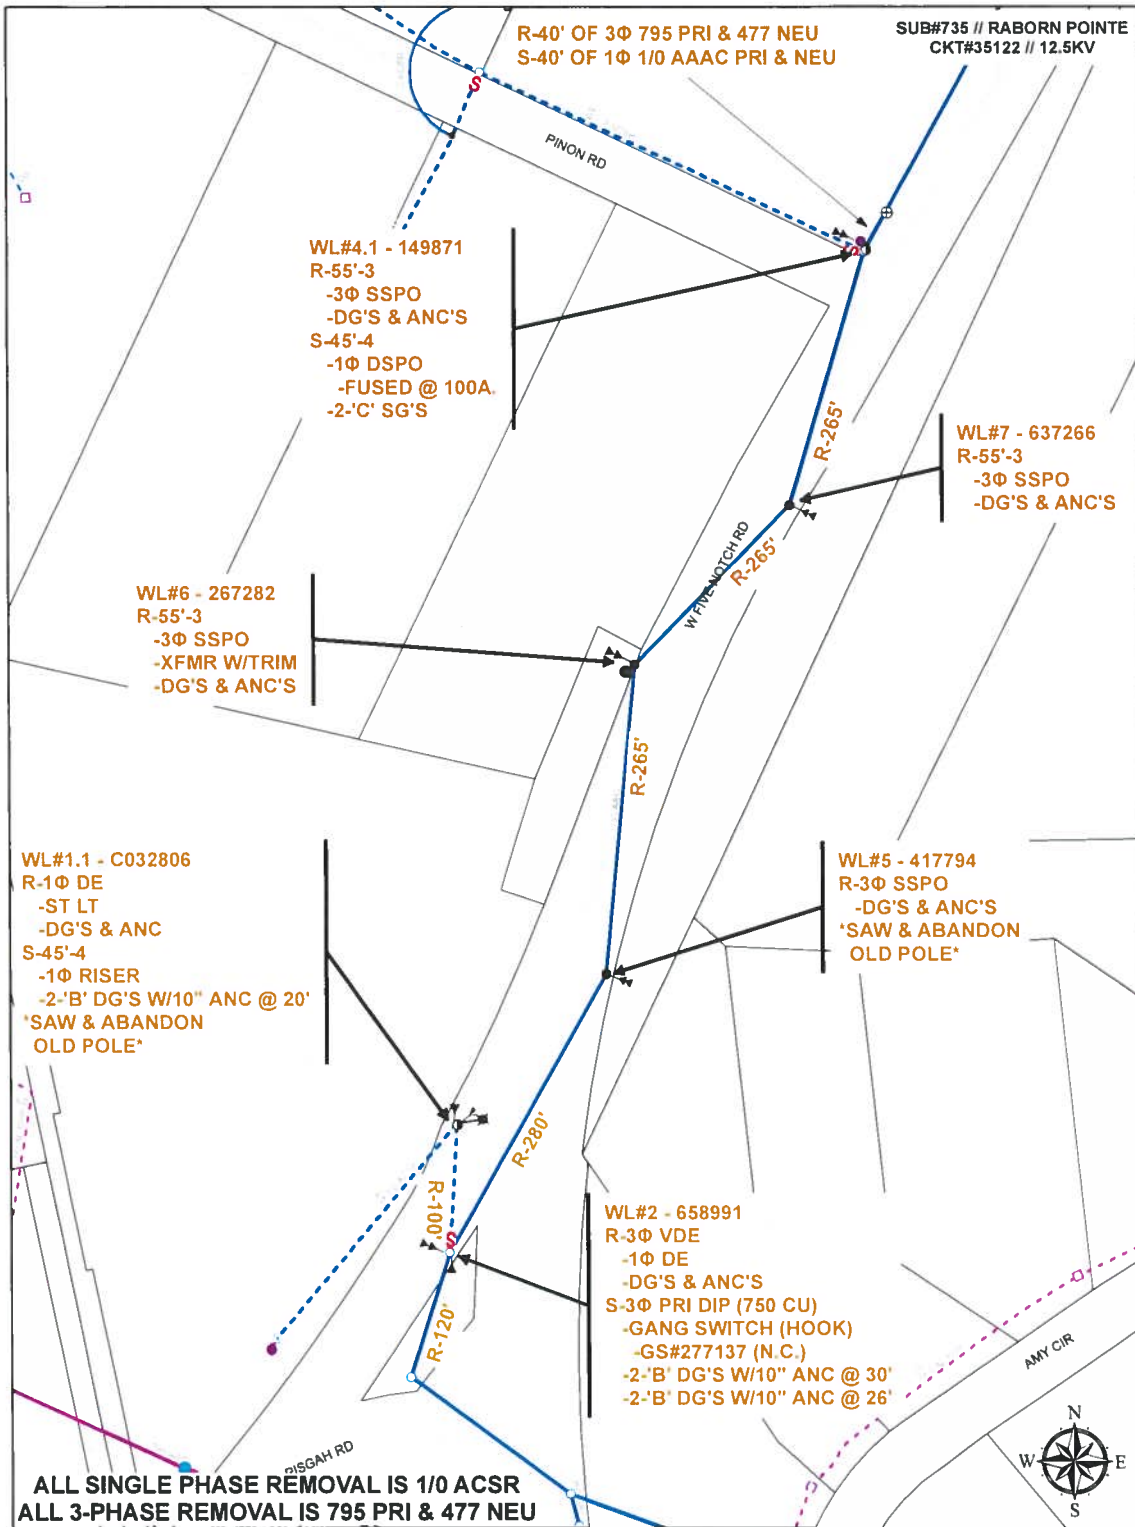 R-40' OF 3Φ 795 PRI & 477 NEU
S-40' OF 1Φ 1/0 AAAC PRI & NEU
SUB#735 // RABORN POINTE
CKT#35122 // 12.5KV
S
PINON RD
S
WL#4.1 - 149871
R-55'-3
-3Φ SSPO
-DG'S & ANC'S
S-45'-4
-1Φ DSPO
-FUSED @ 100A.
-2-'C' SG'S
R-265'
WL#7 - 637266
R-55'-3
-3Φ SSPO
-DG'S & ANC'S
W FIVE NOTCH RD
R-265'
WL#6 - 267282
R-55'-3
-3Φ SSPO
-XFMR W/TRIM
-DG'S & ANC'S
R-265'
WL#1.1 - C032806
R-1Φ DE
-ST LT
-DG'S & ANC
S-45'-4
-1Φ RISER
-2-'B' DG'S W/10" ANC @ 20'
*SAW & ABANDON
OLD POLE*
WL#5 - 417794
R-3Φ SSPO
-DG'S & ANC'S
*SAW & ABANDON
OLD POLE*
R-280'
R-100'
S
WL#2 - 658991
R-3Φ VDE
-1Φ DE
-DG'S & ANC'S
S-3Φ PRI DIP (750 CU)
-GANG SWITCH (HOOK)
-GS#277137 (N.C.)
-2-'B' DG'S W/10" ANC @ 30'
-2-'B' DG'S W/10" ANC @ 26'
R-120'
AMY CIR
PISGAH RD
N
W E
S
ALL SINGLE PHASE REMOVAL IS 1/0 ACSR
ALL 3-PHASE REMOVAL IS 795 PRI & 477 NEU